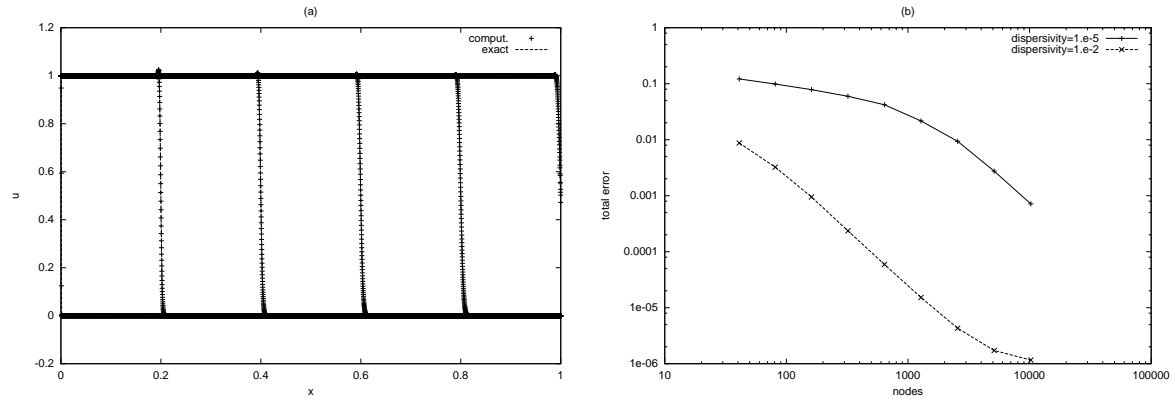 (a)
1.2
1
0.8
0.6
0.4
0.2
0
-0.2
0
0.2
0.4
0.6
0.8
1
u
x
comput.
exact
(b)
1
0.1
0.01
0.001
0.0001
1e-05
1e-06
10
100
1000
10000
100000
total error
nodes
dispersivity=1.e-5
dispersivity=1.e-2